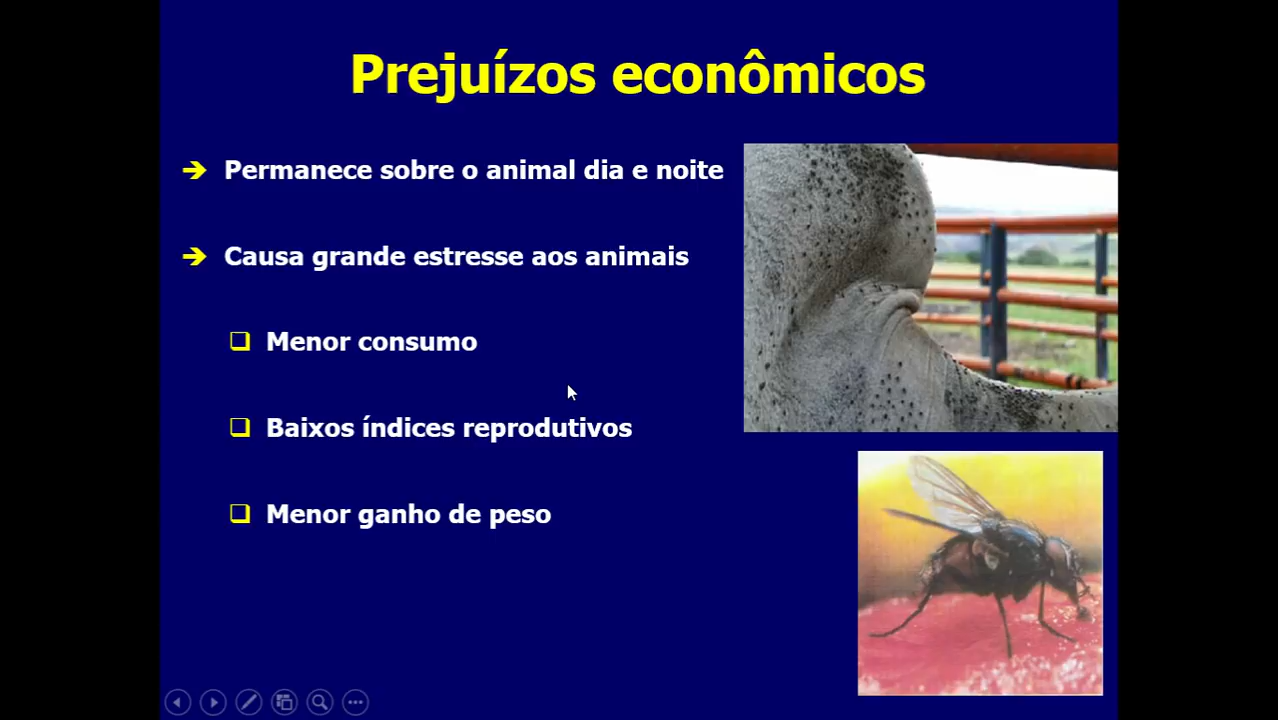 Prejuízos econômicos
Permanece sobre o animal dia e noite
Causa grande estresse aos animais
Menor consumo
Baixos índices reprodutivos
Menor ganho de peso